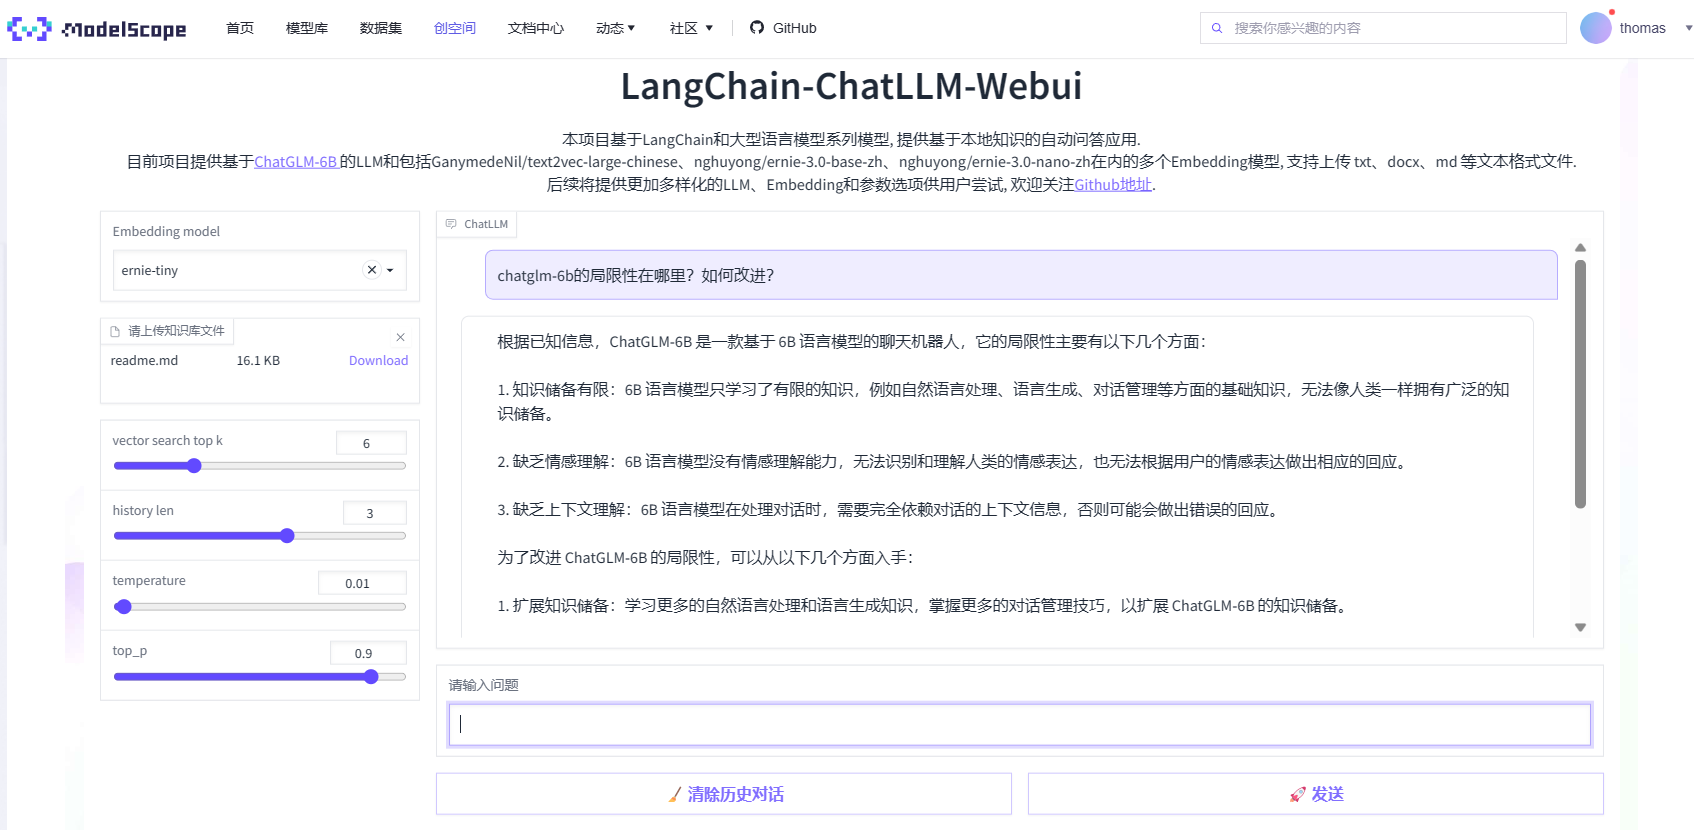 ModelScope 首页 模型库 数据集 创空间 文档中心 动态 社区 GitHub 搜索你感兴趣的内容 thomas
LangChain-ChatLLM-Webui
本项目基于LangChain和大型语言模型系列模型, 提供基于本地知识的自动问答应用.
目前项目提供基于ChatGLM-6B 的LLM和包括GanymedeNil/text2vec-large-chinese、nghuyong/ernie-3.0-base-zh、nghuyong/ernie-3.0-nano-zh在内的多个Embedding模型, 支持上传 txt、docx、md 等文本格式文件.
后续将提供更加多样化的LLM、Embedding和参数选项供用户尝试, 欢迎关注Github地址.
Embedding model
ernie-tiny
请上传知识库文件
readme.md 16.1 KB Download
vector search top k 6
history len 3
temperature 0.01
top_p 0.9
ChatLLM
chatglm-6b的局限性在哪里？如何改进？
根据已知信息，ChatGLM-6B 是一款基于 6B 语言模型的聊天机器人，它的局限性主要有以下几个方面：
1. 知识储备有限：6B 语言模型只学习了有限的知识，例如自然语言处理、语言生成、对话管理等方面的基础知识，无法像人类一样拥有广泛的知
识储备。
2. 缺乏情感理解：6B 语言模型没有情感理解能力，无法识别和理解人类的情感表达，也无法根据用户的情感表达做出相应的回应。
3. 缺乏上下文理解：6B 语言模型在处理对话时，需要完全依赖对话的上下文信息，否则可能会做出错误的回应。
为了改进 ChatGLM-6B 的局限性，可以从以下几个方面入手：
1. 扩展知识储备：学习更多的自然语言处理和语言生成知识，掌握更多的对话管理技巧，以扩展 ChatGLM-6B 的知识储备。
请输入问题
清除历史对话 发送